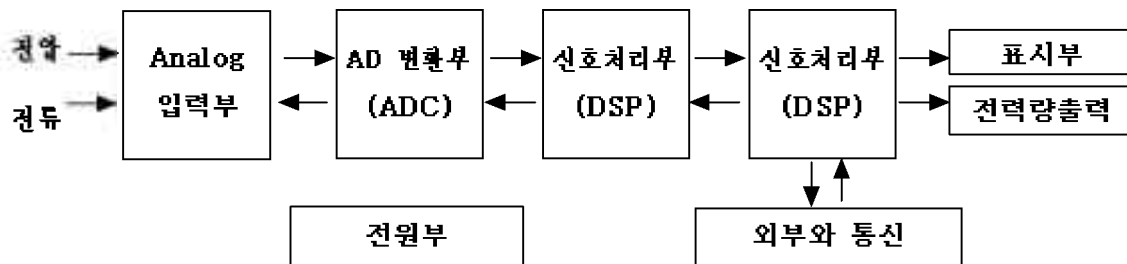 전압
전류
Analog
입력부
AD 변환부
(ADC)
신호처리부
(DSP)
신호처리부
(DSP)
표시부
전력량출력
전원부
외부와 통신